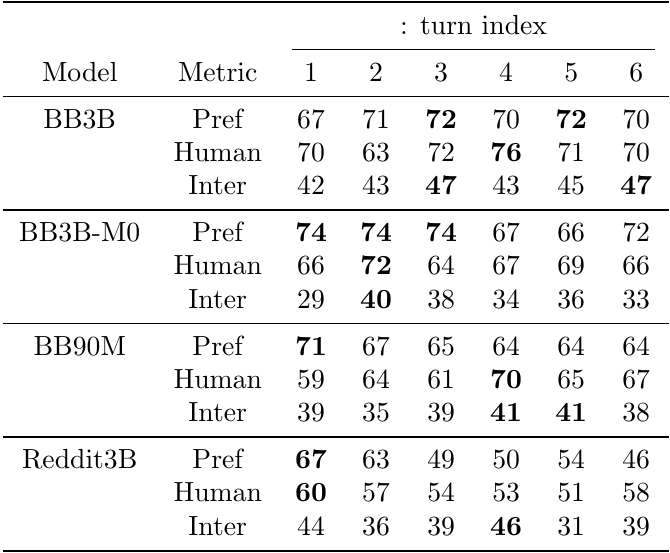 : turn index
Model Metric 1 2 3 4 5 6
BB3B Pref 67 71 72 70 72 70
Human 70 63 72 76 71 70
Inter 42 43 47 43 45 47
BB3B-M0 Pref 74 74 74 67 66 72
Human 66 72 64 67 69 66
Inter 29 40 38 34 36 33
BB90M Pref 71 67 65 64 64 64
Human 59 64 61 70 65 67
Inter 39 35 39 41 41 38
Reddit3B Pref 67 63 49 50 54 46
Human 60 57 54 53 51 58
Inter 44 36 39 46 31 39